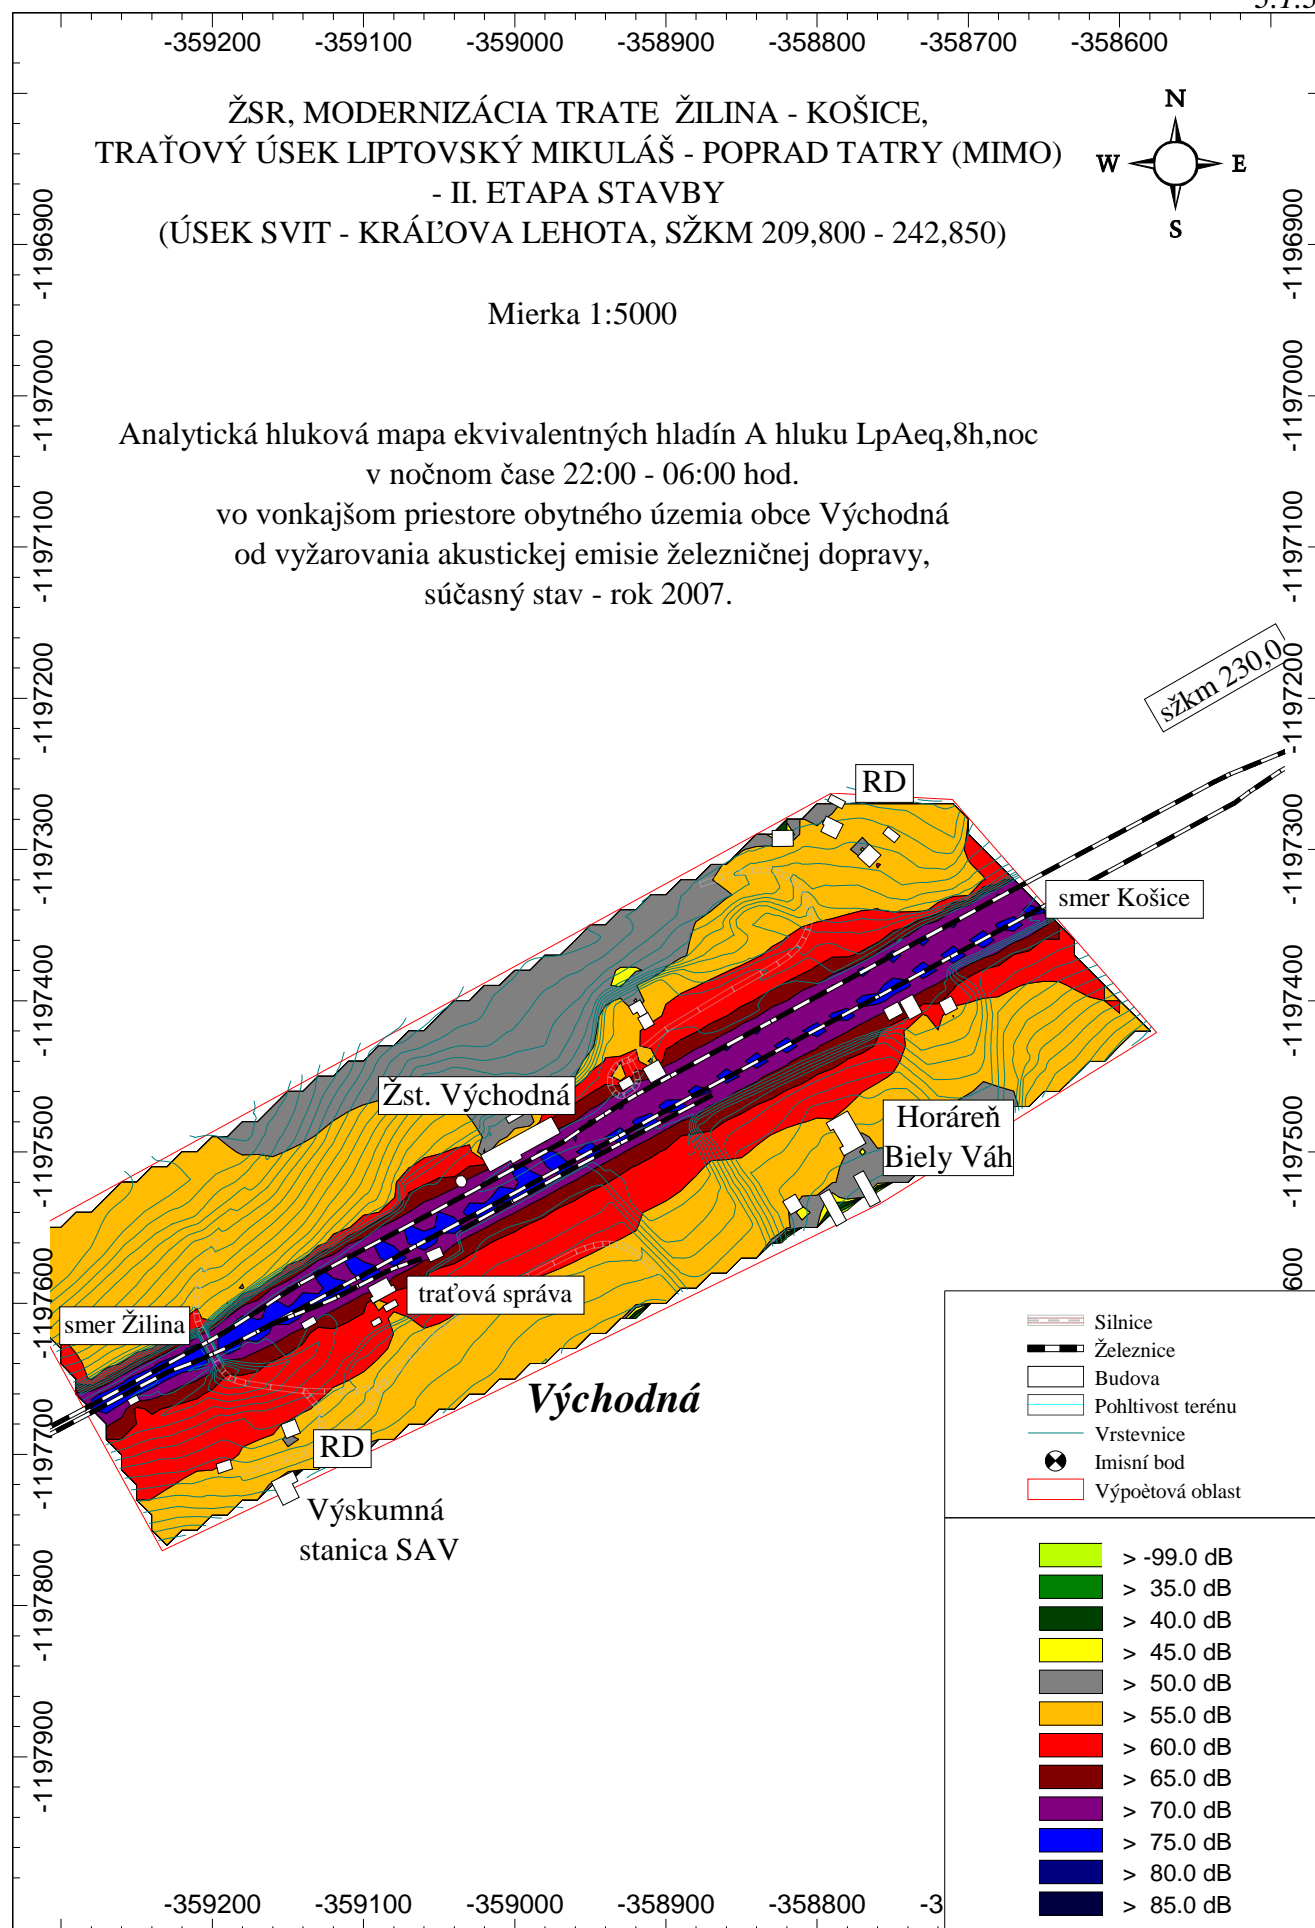 -359200 -359100 -359000 -358900 -358800 -358700 -358600
ŽSR, MODERNIZÁCIA TRATE ŽILINA - KOŠICE,
TRAŤOVÝ ÚSEK LIPTOVSKÝ MIKULÁŠ - POPRAD TATRY (MIMO)
- II. ETAPA STAVBY
(ÚSEK SVIT - KRÁĽOVA LEHOTA, SŽKM 209,800 - 242,850)
N
W E
S
Mierka 1:5000
Analytická hluková mapa ekvivalentných hladín A hluku LpAeq,8h,noc
v nočnom čase 22:00 - 06:00 hod.
vo vonkajšom priestore obytného územia obce Východná
od vyžarovania akustickej emisie železničnej dopravy,
súčasný stav - rok 2007.
-1196900
-1197000
-1197100
-1197200
-1197300
-1197400
-1197500
-1197600
-1197700
-1197800
-1197900
-1196900
-1197000
-1197100
-1197200
-1197300
-1197400
-1197500
600
sžkm 230,0
RD
smer Košice
Žst. Východná
Horáreň
Biely Váh
traťová správa
smer Žilina
Východná
RD
Výskumná
stanica SAV
Silnice
Železnice
Budova
Pohltivost terénu
Vrstevnice
Imisní bod
Výpoètová oblast
> -99.0 dB
> 35.0 dB
> 40.0 dB
> 45.0 dB
> 50.0 dB
> 55.0 dB
> 60.0 dB
> 65.0 dB
> 70.0 dB
> 75.0 dB
> 80.0 dB
> 85.0 dB
-359200 -359100 -359000 -358900 -358800 -3